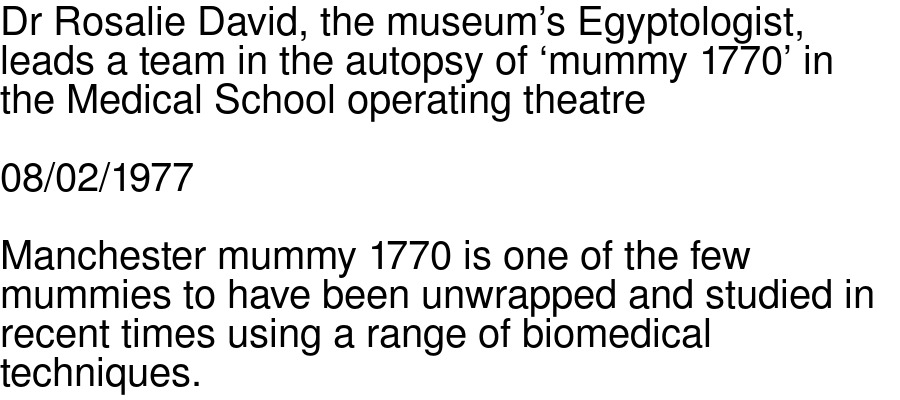 Dr Rosalie David, the museum’s Egyptologist,
leads a team in the autopsy of ‘mummy 1770’ in
the Medical School operating theatre
08/02/1977
Manchester mummy 1770 is one of the few
mummies to have been unwrapped and studied in
recent times using a range of biomedical
techniques.